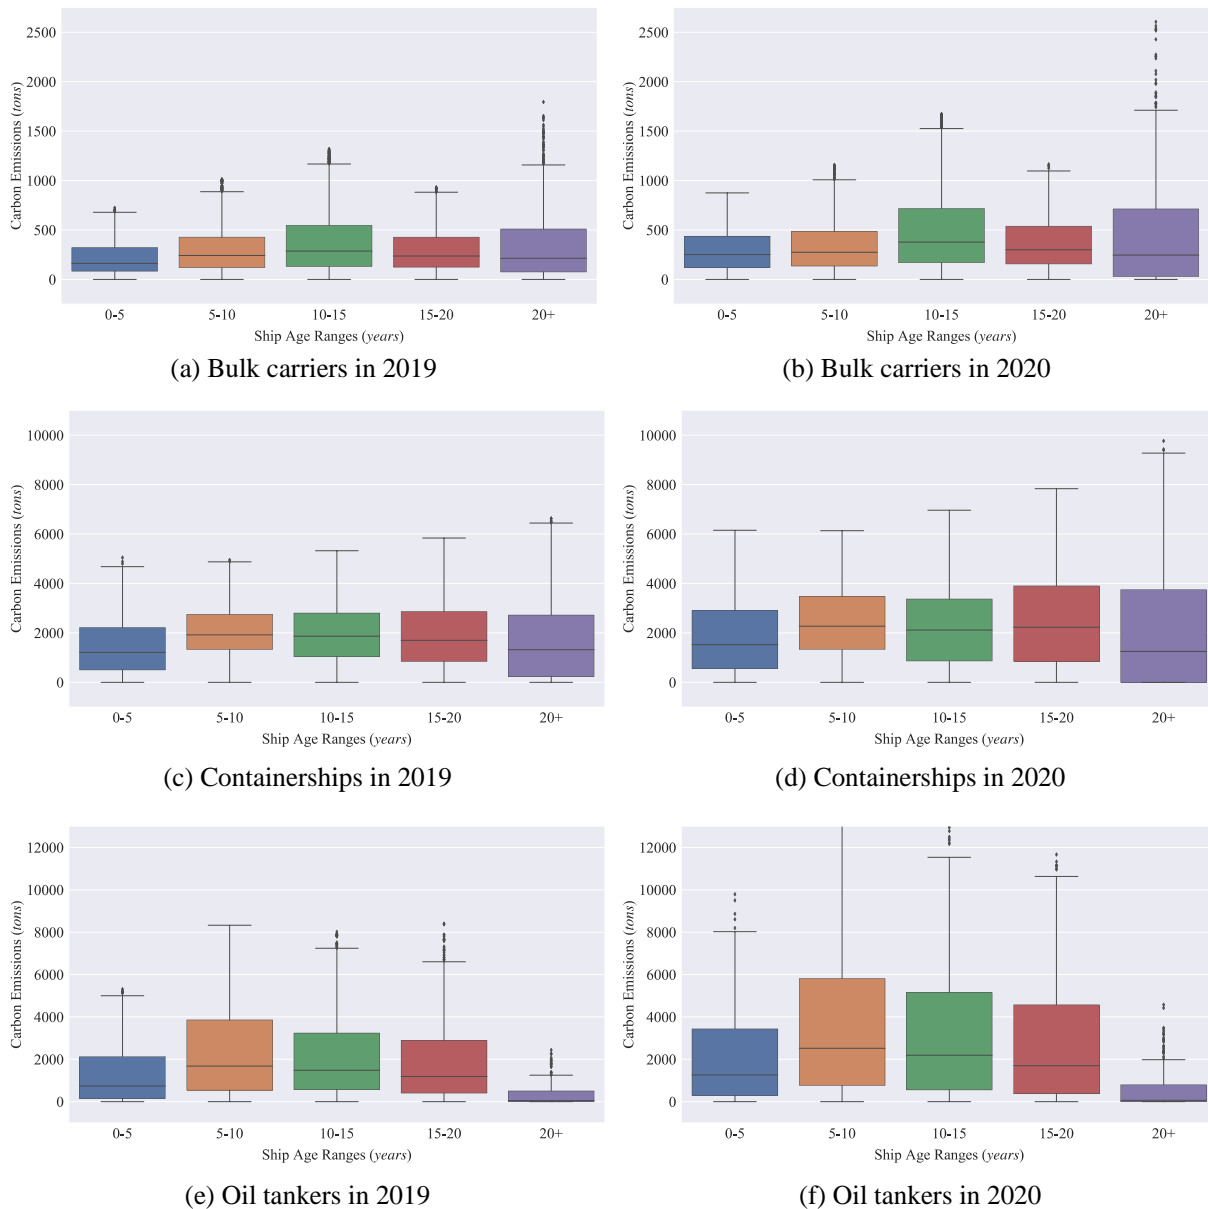 2500
2000
1500
1000
500
0
Carbon Emissions (tons)
0-5 5-10 10-15 15-20 20+
Ship Age Ranges (years)
(a) Bulk carriers in 2019
2500
2000
1500
1000
500
0
Carbon Emissions (tons)
0-5 5-10 10-15 15-20 20+
Ship Age Ranges (years)
(b) Bulk carriers in 2020
10000
8000
6000
4000
2000
0
Carbon Emissions (tons)
0-5 5-10 10-15 15-20 20+
Ship Age Ranges (years)
(c) Containerships in 2019
10000
8000
6000
4000
2000
0
Carbon Emissions (tons)
0-5 5-10 10-15 15-20 20+
Ship Age Ranges (years)
(d) Containerships in 2020
12000
10000
8000
6000
4000
2000
0
Carbon Emissions (tons)
0-5 5-10 10-15 15-20 20+
Ship Age Ranges (years)
(e) Oil tankers in 2019
12000
10000
8000
6000
4000
2000
0
Carbon Emissions (tons)
0-5 5-10 10-15 15-20 20+
Ship Age Ranges (years)
(f) Oil tankers in 2020